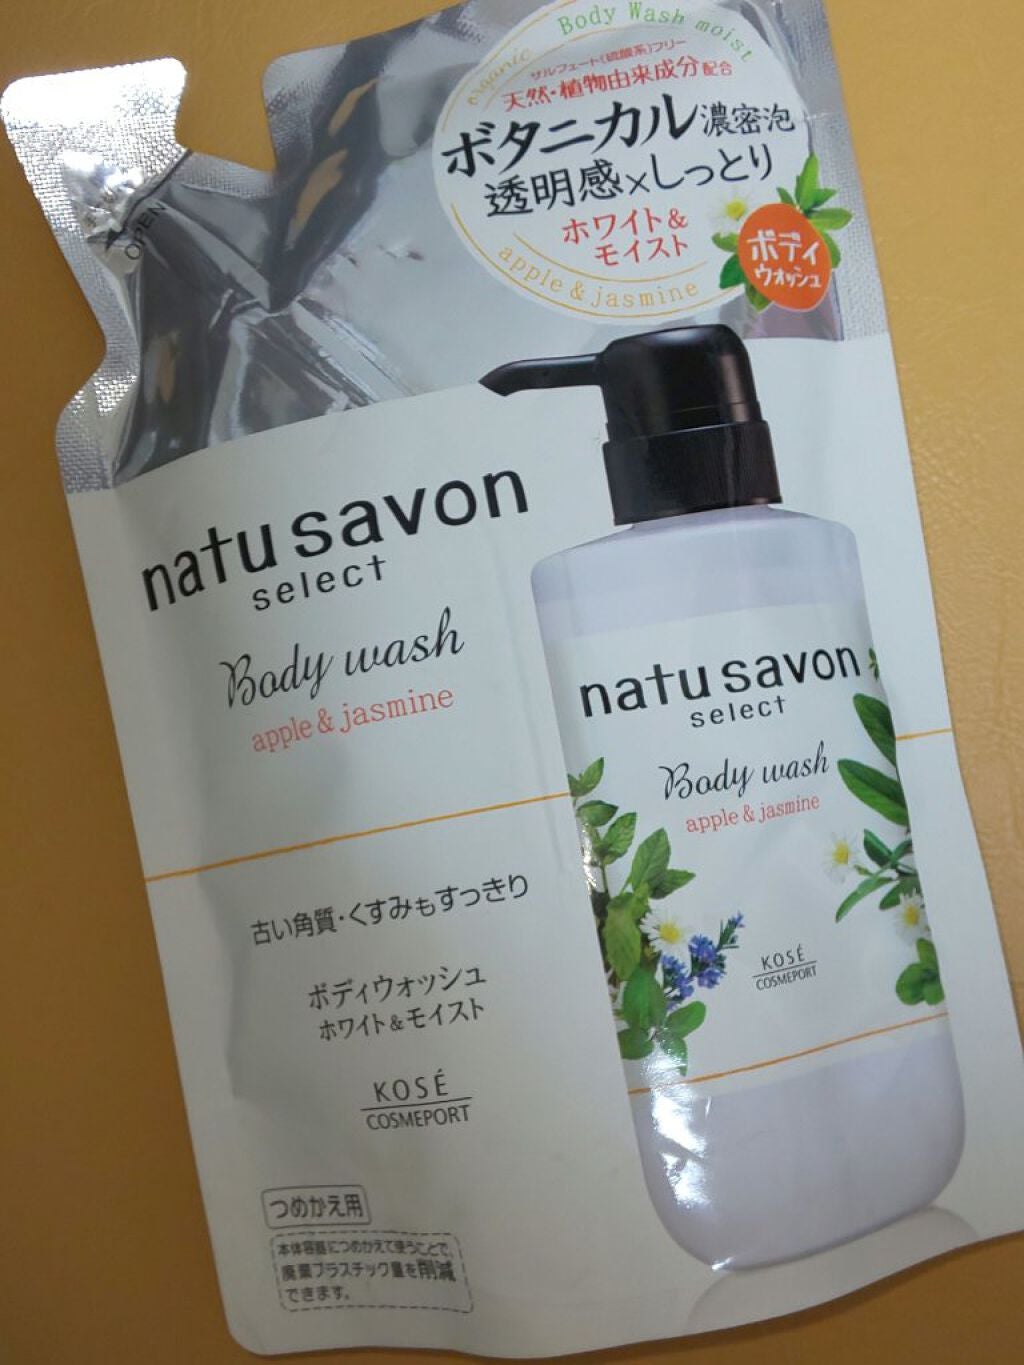 organic Body Wash moist
サルフェート(硫酸系)フリー
天然・植物由来成分配合
ボタニカル濃密泡
透明感×しっとり
ホワイト&
モイスト
apple & jasmine
ボディ
ウォッシュ
OPEN
natu savon
select
Body wash
apple & jasmine
natu savon
select
Body wash
apple & jasmine
KOSÉ
COSMEPORT
古い角質・くすみもすっきり
ボディウォッシュ
ホワイト&モイスト
KOSÉ
COSMEPORT
つめかえ用
本体容器につめかえて使うことで、
廃棄プラスチック量を削減
できます。